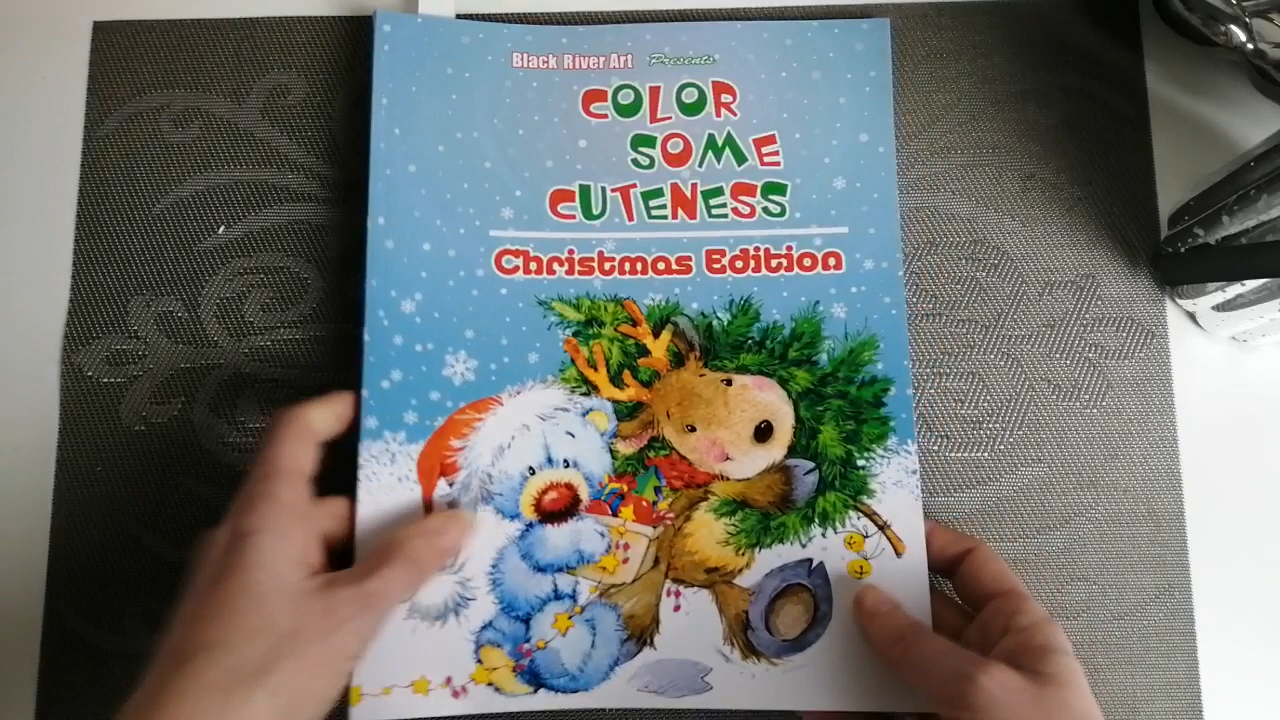 Black River Art Presents
COLOR
SOME
CUTENESS
Christmas Edition